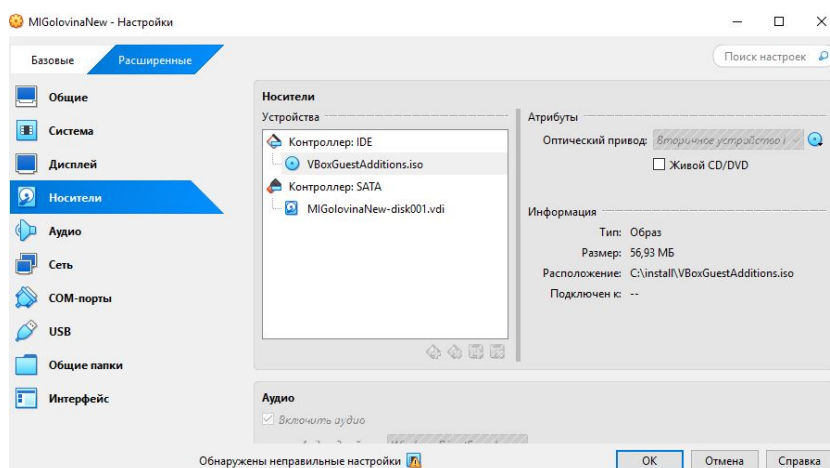 MIGolovinaNew - Настройки
Базовые
Расширенные
Поиск настроек
Общие
Система
Дисплей
Носители
Аудио
Сеть
COM-порты
USB
Общие папки
Интерфейс
Носители
Устройства
Контроллер: IDE
VBoxGuestAdditions.iso
Контроллер: SATA
MIGolovinaNew-disk001.vdi
Атрибуты
Оптический привод: Вторичное устройство I
Живой CD/DVD
Информация
Тип: Образ
Размер: 56,93 МБ
Расположение: C:\install\VBoxGuestAdditions.iso
Подключен к: --
Аудио
Включить аудио
Обнаружены неправильные настройки
OK
Отмена
Справка